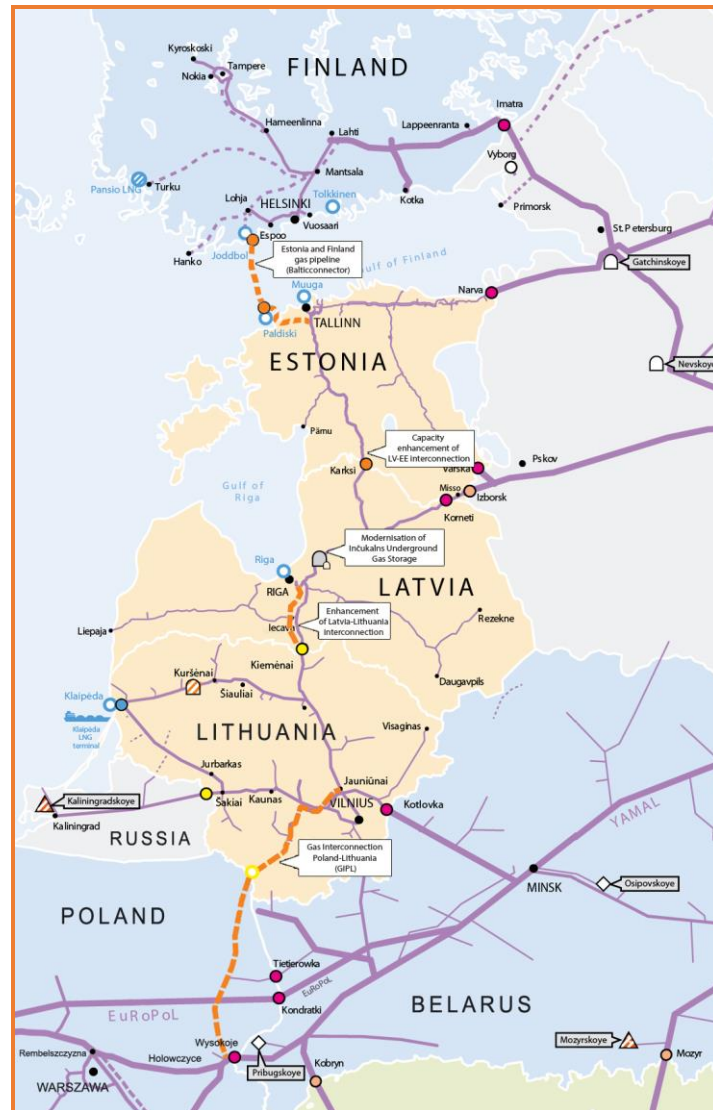 Kyroskoski
Tampere
FINLAND
Nokia
Imatra
Hameenlinna
Lahti
Lappeenranta
Vyborg
Mantsala
Pansio LNG
Turku
Tolkkinen
Lohja
HELSINKI
Kotka
Primorsk
Vuosaari
St. Petersburg
Espoo
Hanko
Joddbol
Estonia and Finland
gas pipeline
(Balticconnector)
Gulf of Finland
Gatchinskoye
Muuga
Narva
TALLINN
Paldiski
ESTONIA
Nevskoye
Pämu
Capacity
enhancement of
LV-EE interconnection
Pskov
Karksi
Värska
Gulf of
Riga
Misso
Izborsk
Korneti
Modernisation of
Inčukalns Underground
Gas Storage
Riga
RIGA
LATVIA
Enhancement
of Latvia-Lithuania
interconnection
Rezekne
Liepaja
Iecava
Kiemėnai
Kuršėnai
Daugavpils
Šiauliai
Klaipėda
Klaipėda
LNG
terminal
LITHUANIA
Visaginas
Jurbarkas
Jauniūnai
Kaliningradskoye
Šakiai
Kaunas
VILNIUS
Kotlovka
YAMAL
Kaliningrad
RUSSIA
Gas Interconnection
Poland-Lithuania
(GIPL)
MINSK
Osipovskoye
POLAND
Tietierowka
EuRoPoL
Kondratki
EuRoPoL
BELARUS
Wysokoje
Mozyrskoye
Rembelszczyzna
Holowczyce
Kobryn
Mozyr
Pribugskoye
WARSZAWA